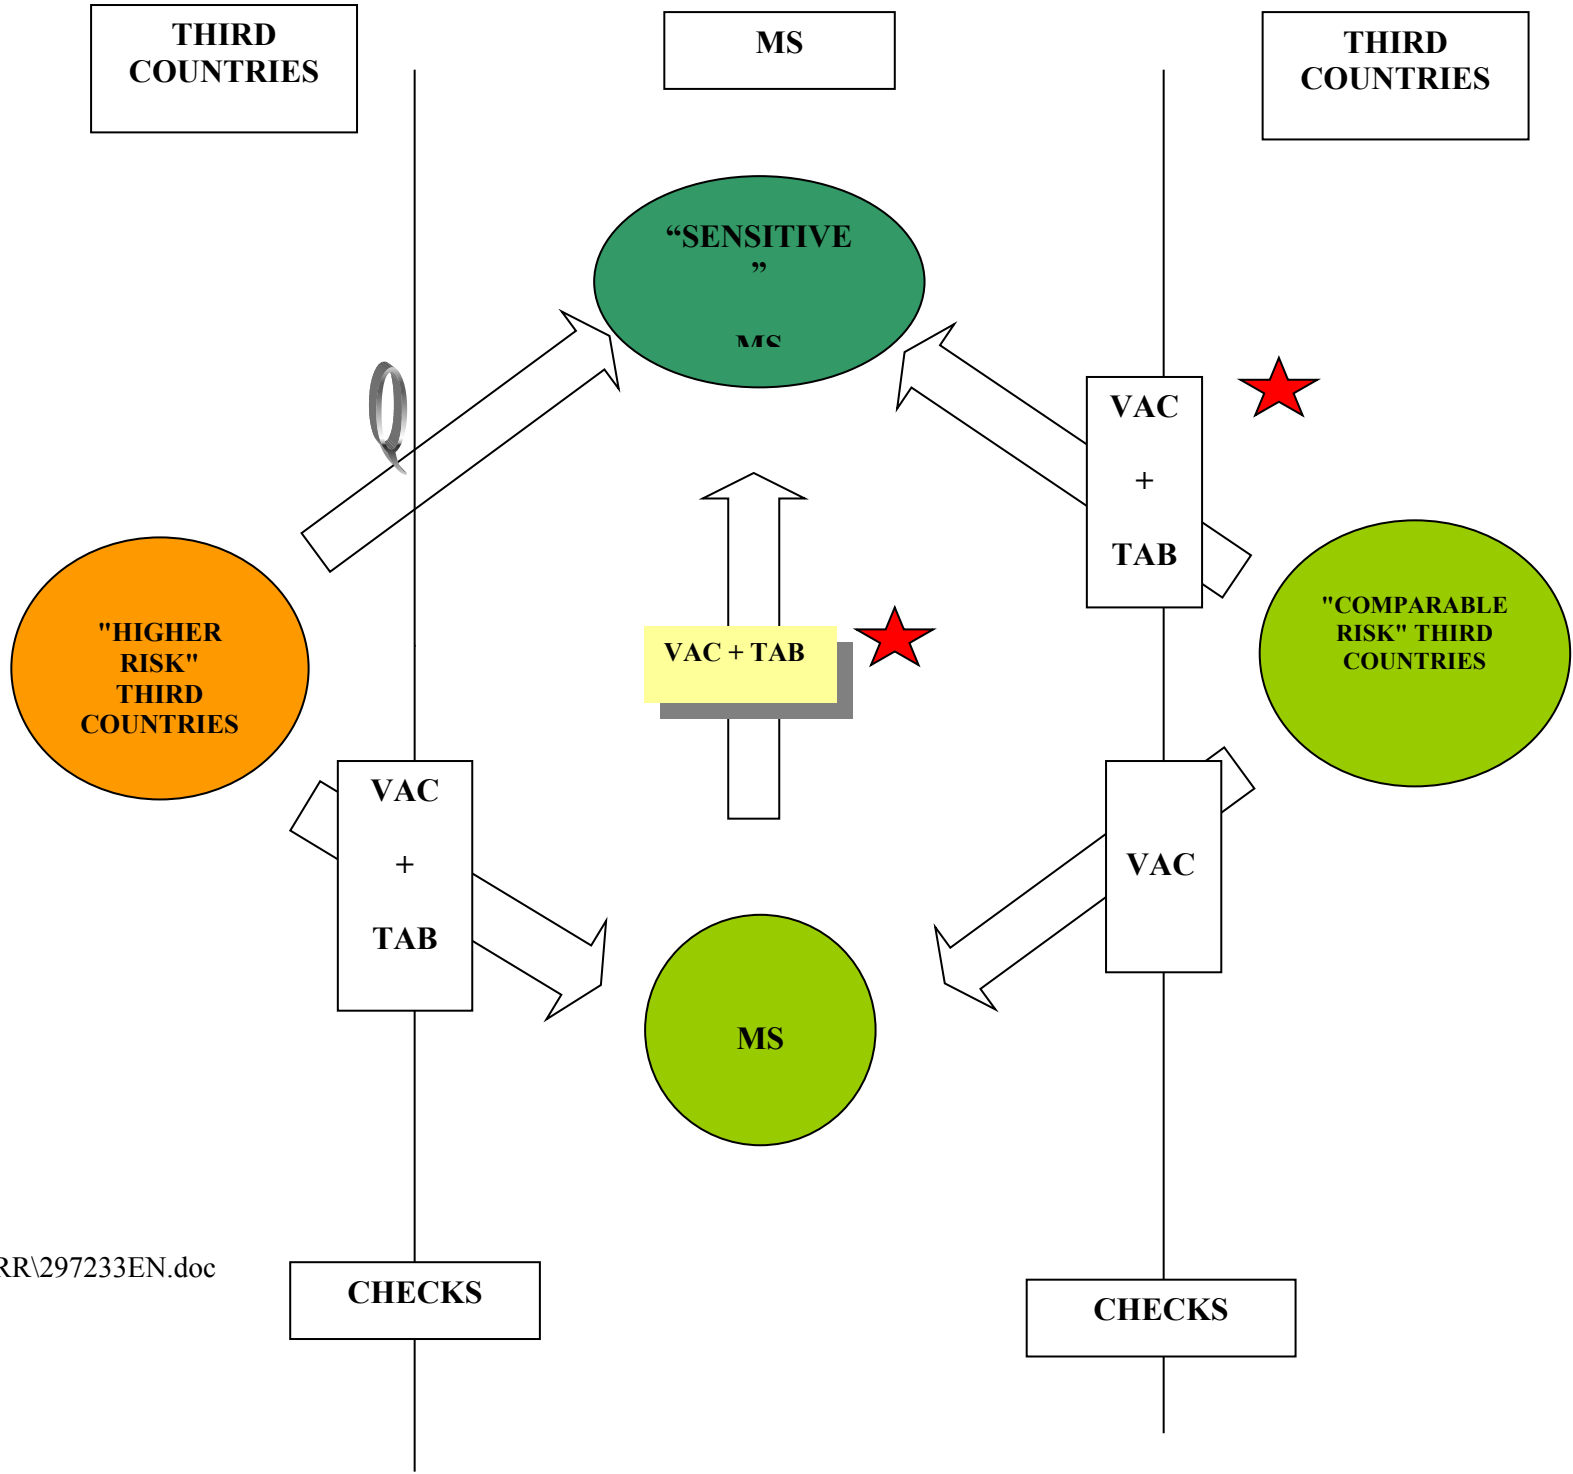 THIRD
COUNTRIES
MS
THIRD
COUNTRIES
“SENSITIVE
”
MS
Q
VAC
+
TAB
"HIGHER
RISK"
THIRD
COUNTRIES
VAC + TAB
"COMPARABLE
RISK" THIRD
COUNTRIES
VAC
+
TAB
VAC
MS
RR\297233EN.doc
CHECKS
CHECKS